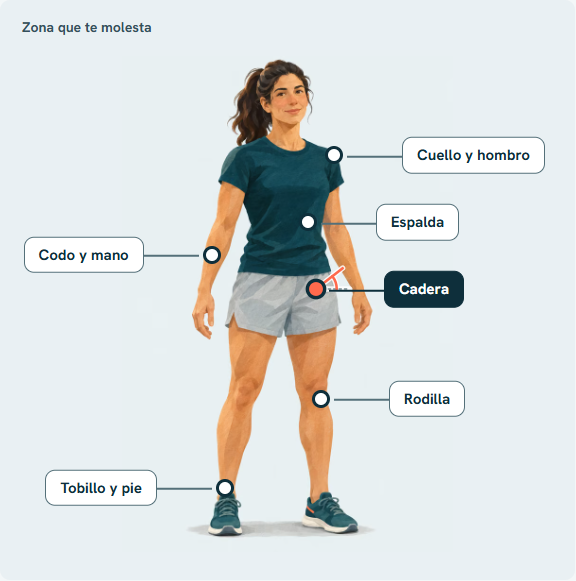 Zona que te molesta
Cuello y hombro
Espalda
Codo y mano
Cadera
Rodilla
Tobillo y pie